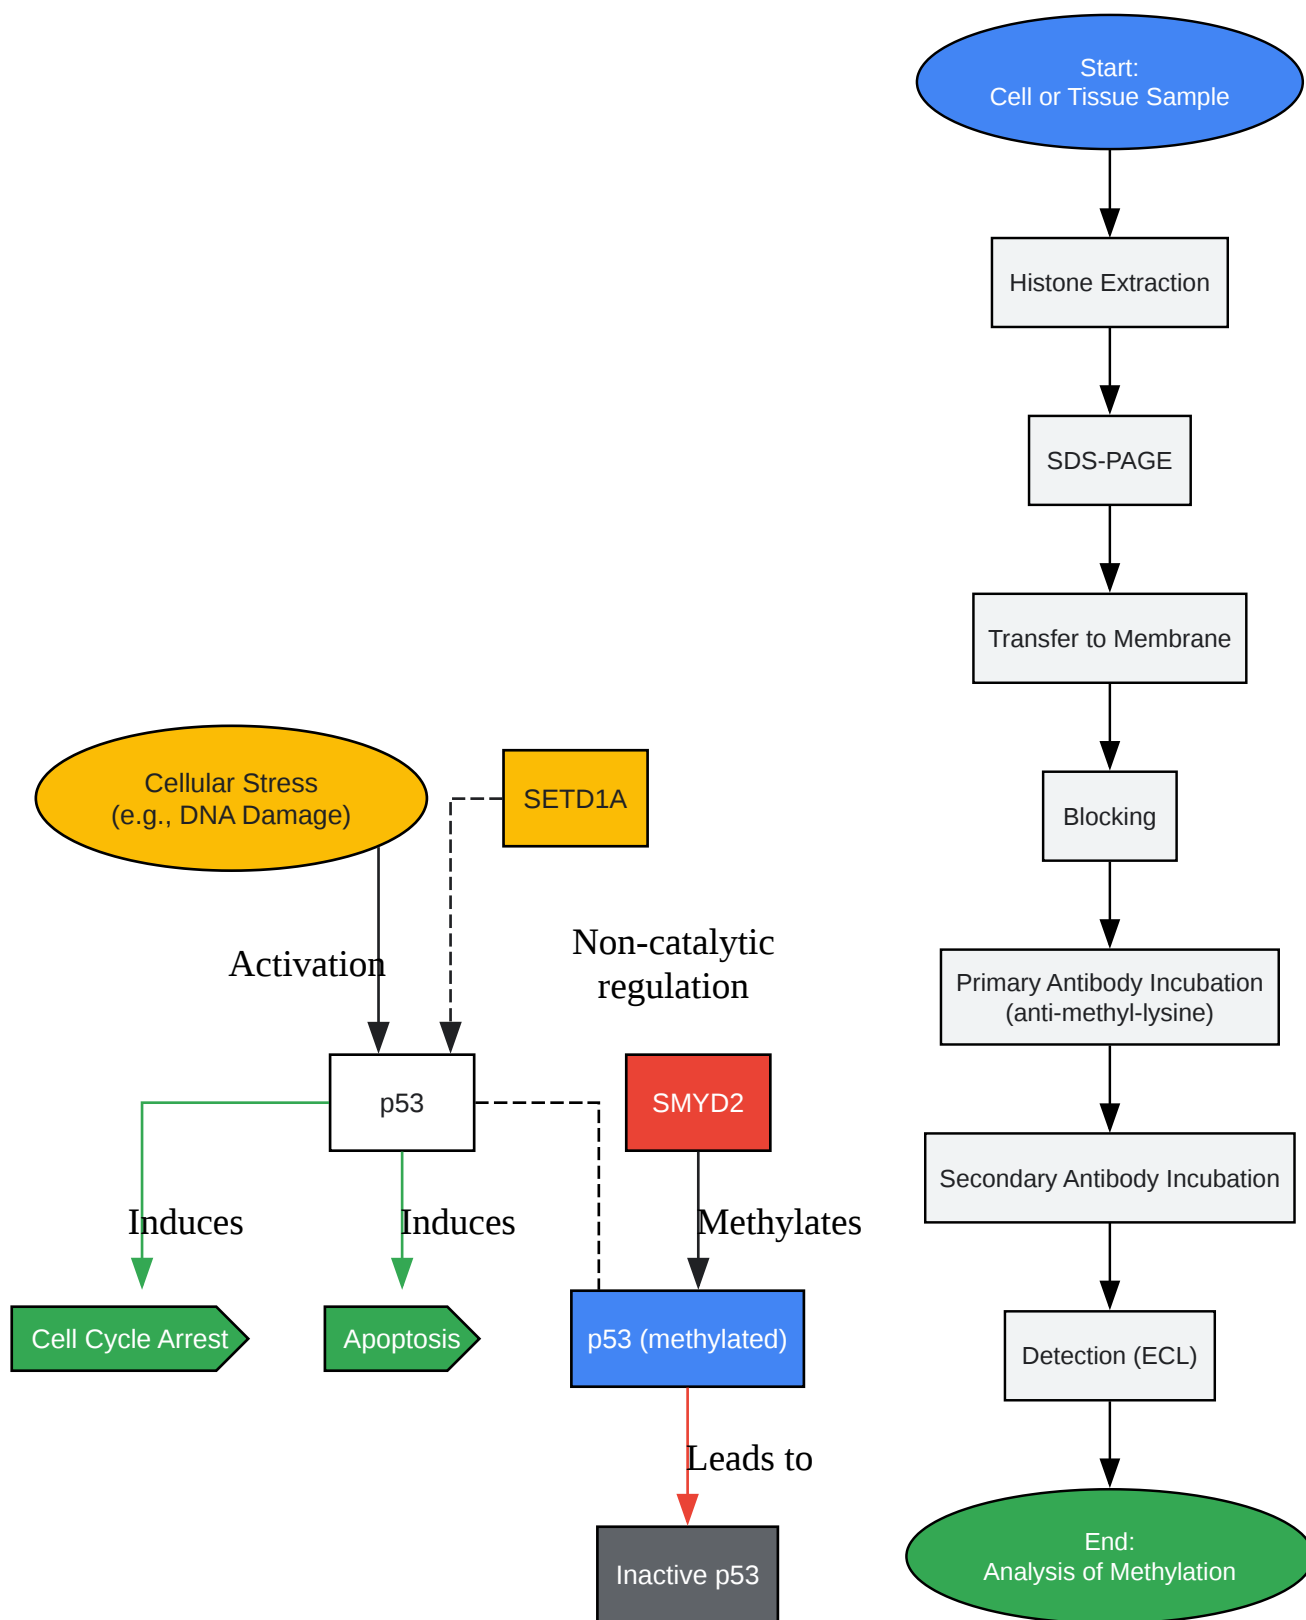 Cellular Stress
(e.g., DNA Damage)
SETD1A
Activation
Non-catalytic
regulation
p53
SMYD2
Induces
Induces
Methylates
Cell Cycle Arrest
Apoptosis
p53 (methylated)
Leads to
Inactive p53
Start:
Cell or Tissue Sample
Histone Extraction
SDS-PAGE
Transfer to Membrane
Blocking
Primary Antibody Incubation
(anti-methyl-lysine)
Secondary Antibody Incubation
Detection (ECL)
End:
Analysis of Methylation